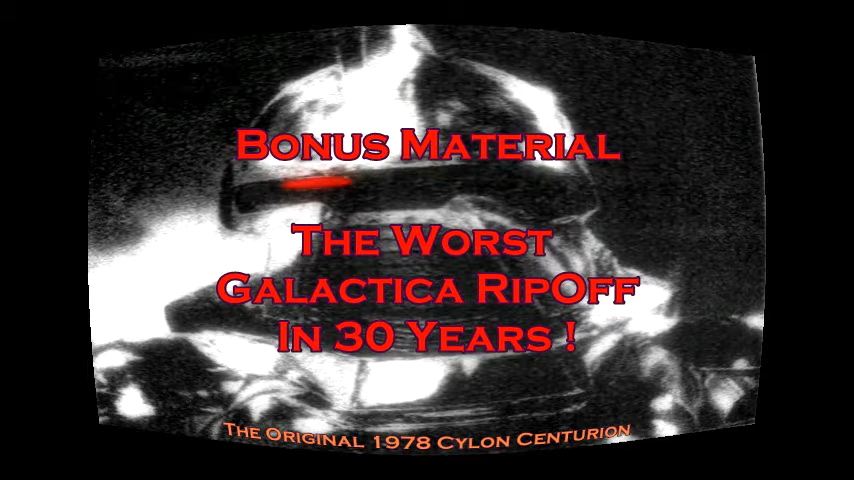 Bonus Material
The Worst
Galactica RipOff
In 30 Years !
The Original 1978 Cylon Centurion